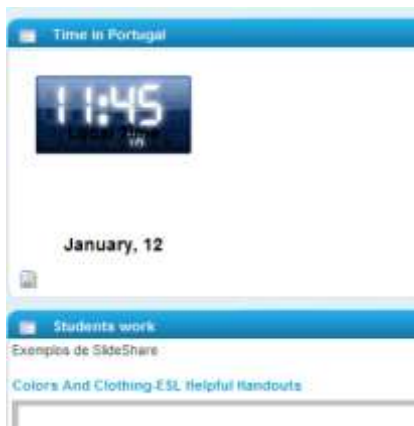 Time in Portugal
11:45
January, 12
Students work
Exemplos de SlideShare
Colors And Clothing-ESL Helpful Handouts